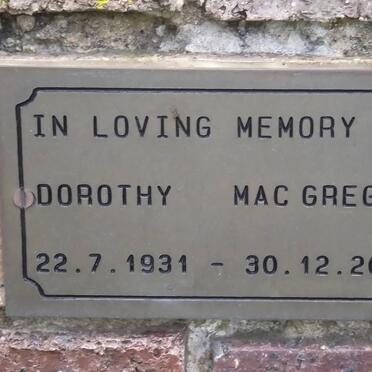 IN LOVING MEMORY
DOROTHY MAC GREG
22.7.1931 - 30.12.20